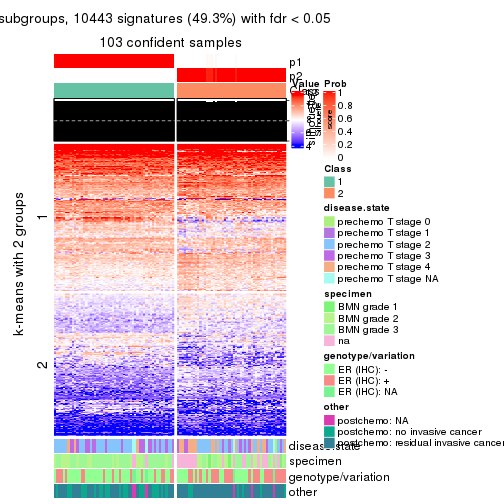 subgroups, 10443 signatures (49.3%) with fdr < 0.05
103 confident samples
p1
p2
Value
Prob
1
0.8
0.6
0.4
0.2
0
Class
1
2
disease.state
prechemo T stage 0
prechemo T stage 1
prechemo T stage 2
prechemo T stage 3
prechemo T stage 4
prechemo T stage NA
specimen
BMN grade 1
BMN grade 2
BMN grade 3
na
genotype/variation
ER (IHC): -
ER (IHC): +
ER (IHC): NA
other
postchemo: NA
postchemo: no invasive cancer
postchemo: residual invasive cancer
k-means with 2 groups
1
2
disease.state
specimen
genotype/variation
other